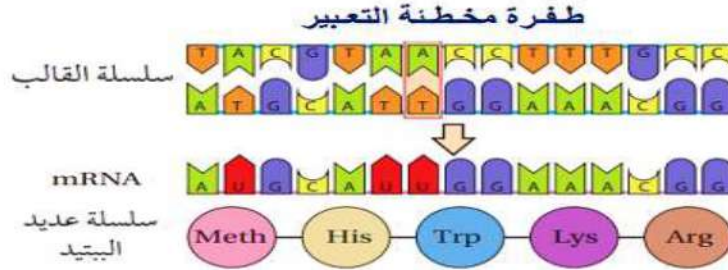 طفرة مخطئة التعبير
T A C G T A A C C T T T G C C
سلسلة القالب
A T G C A T T G G A A A C G G
mRNA
A U G C A U U G G A A A C G G
سلسلة عديد
الببتيد
Meth His Trp Lys Arg